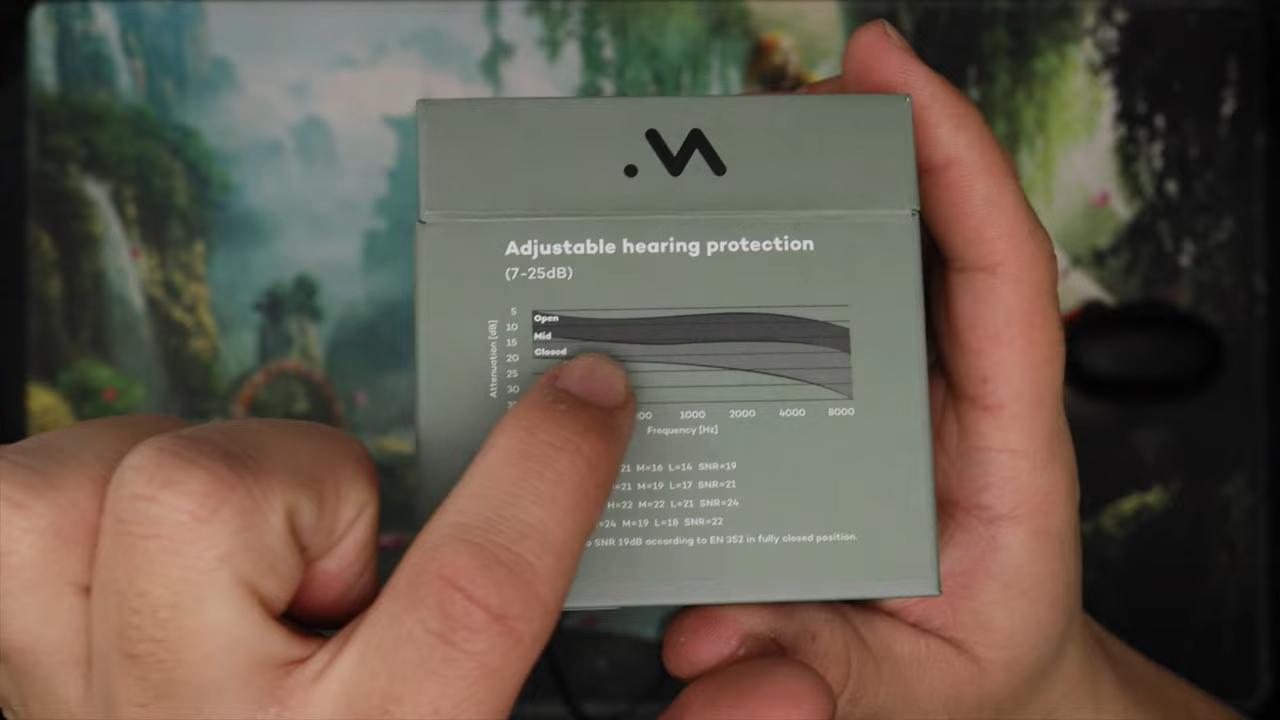 Adjustable hearing protection
(7-25dB)
Attenuation [dB]
5
10
15
20
25
30
Open
Mid
Closed
1000 2000 4000 8000
Frequency [Hz]
21 M=16 L=14 SNR=19
=21 M=19 L=17 SNR=21
H=22 M=22 L=21 SNR=24
=24 M=19 L=18 SNR=22
SNR 19dB according to EN 352 in fully closed position.